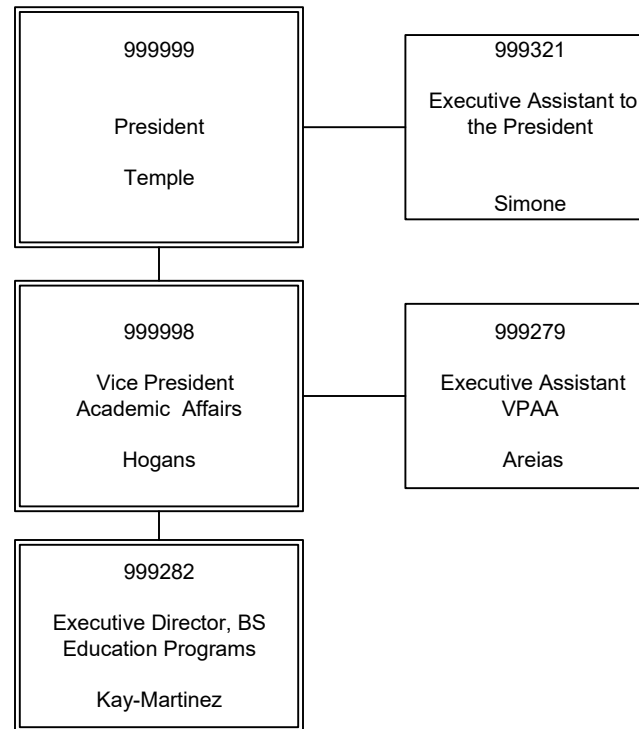 999999
President
Temple
999321
Executive Assistant to
the President
Simone
999998
Vice President
Academic Affairs
Hogans
999279
Executive Assistant
VPAA
Areias
999282
Executive Director, BS
Education Programs
Kay-Martinez